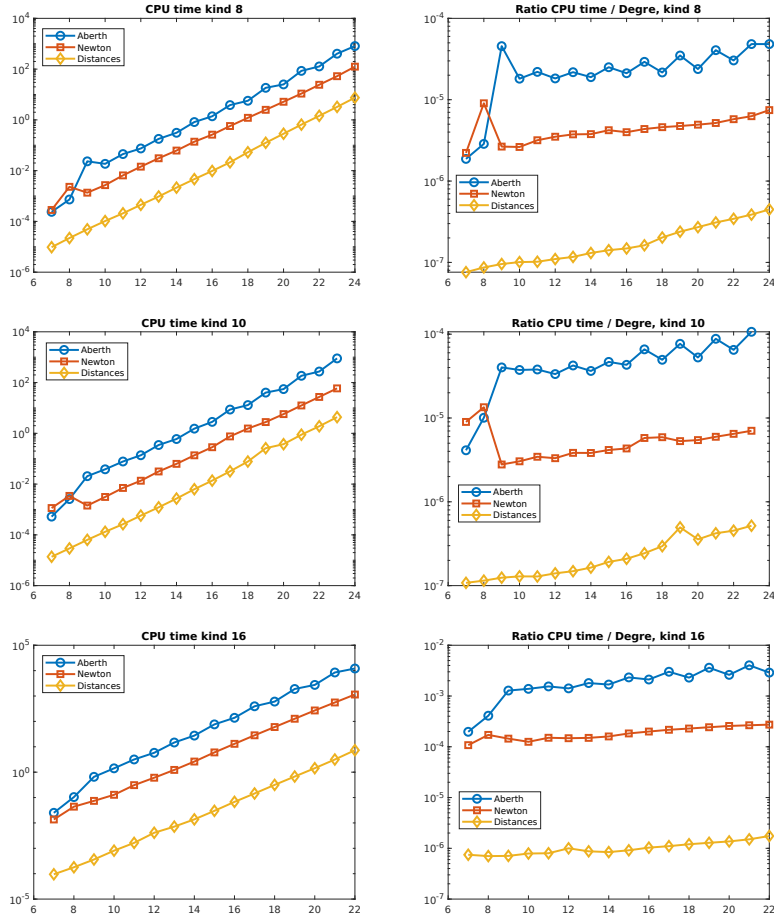 CPU time kind 8
10^4
10^2
10^0
10^-2
10^-4
10^-6
Aberth
Newton
Distances
6 8 10 12 14 16 18 20 22 24
Ratio CPU time / Degre, kind 8
10^-4
10^-5
10^-6
10^-7
Aberth
Newton
Distances
6 8 10 12 14 16 18 20 22 24
CPU time kind 10
10^4
10^2
10^0
10^-2
10^-4
10^-6
Aberth
Newton
Distances
6 8 10 12 14 16 18 20 22 24
Ratio CPU time / Degre, kind 10
10^-4
10^-5
10^-6
10^-7
Aberth
Newton
Distances
6 8 10 12 14 16 18 20 22 24
CPU time kind 16
10^5
10^0
10^-5
Aberth
Newton
Distances
6 8 10 12 14 16 18 20 22
Ratio CPU time / Degre, kind 16
10^-2
10^-3
10^-4
10^-5
10^-6
10^-7
Aberth
Newton
Distances
6 8 10 12 14 16 18 20 22